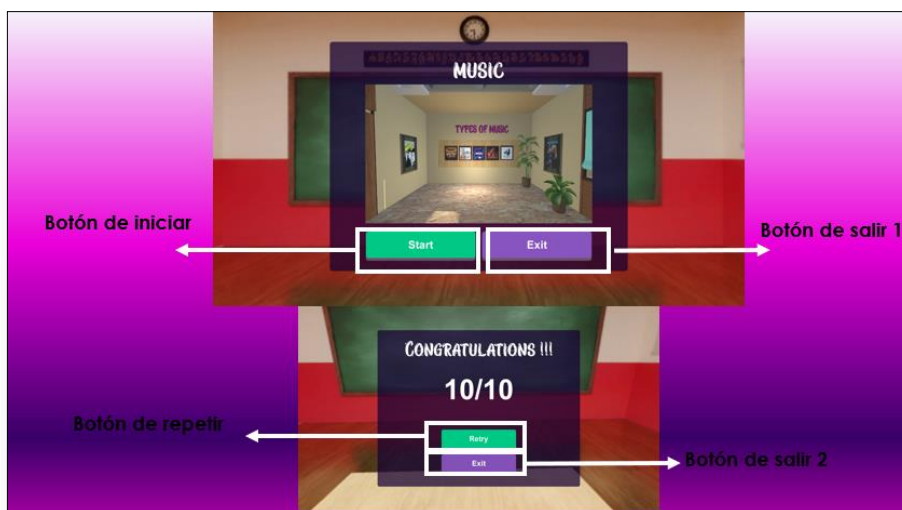 MUSIC
TYPES OF MUSIC
Botón de iniciar
Start
Exit
Botón de salir 1
CONGRATULATIONS !!!
10/10
Botón de repetir
Retry
Exit
Botón de salir 2